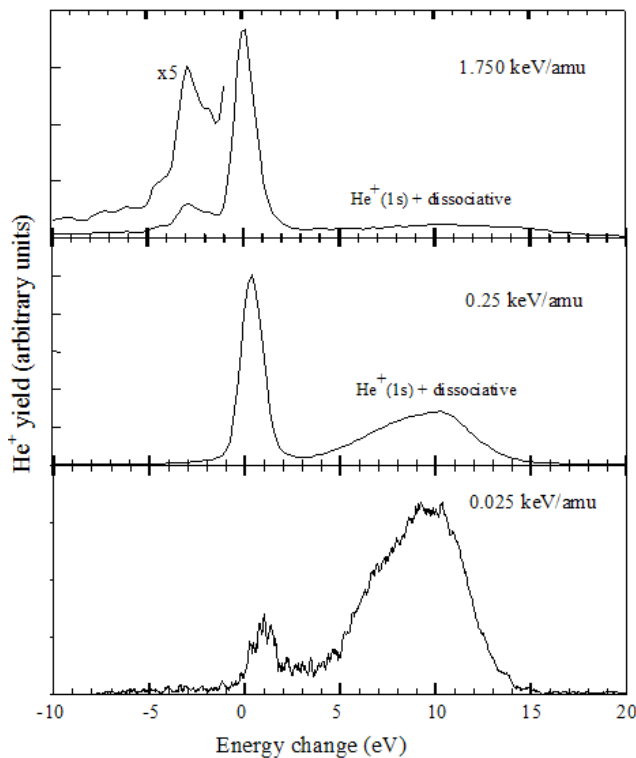 x5
1.750 keV/amu
He+(1s) + dissociative
0.25 keV/amu
He+(1s) + dissociative
0.025 keV/amu
He+ yield (arbitrary units)
-10 -5 0 5 10 15 20
Energy change (eV)